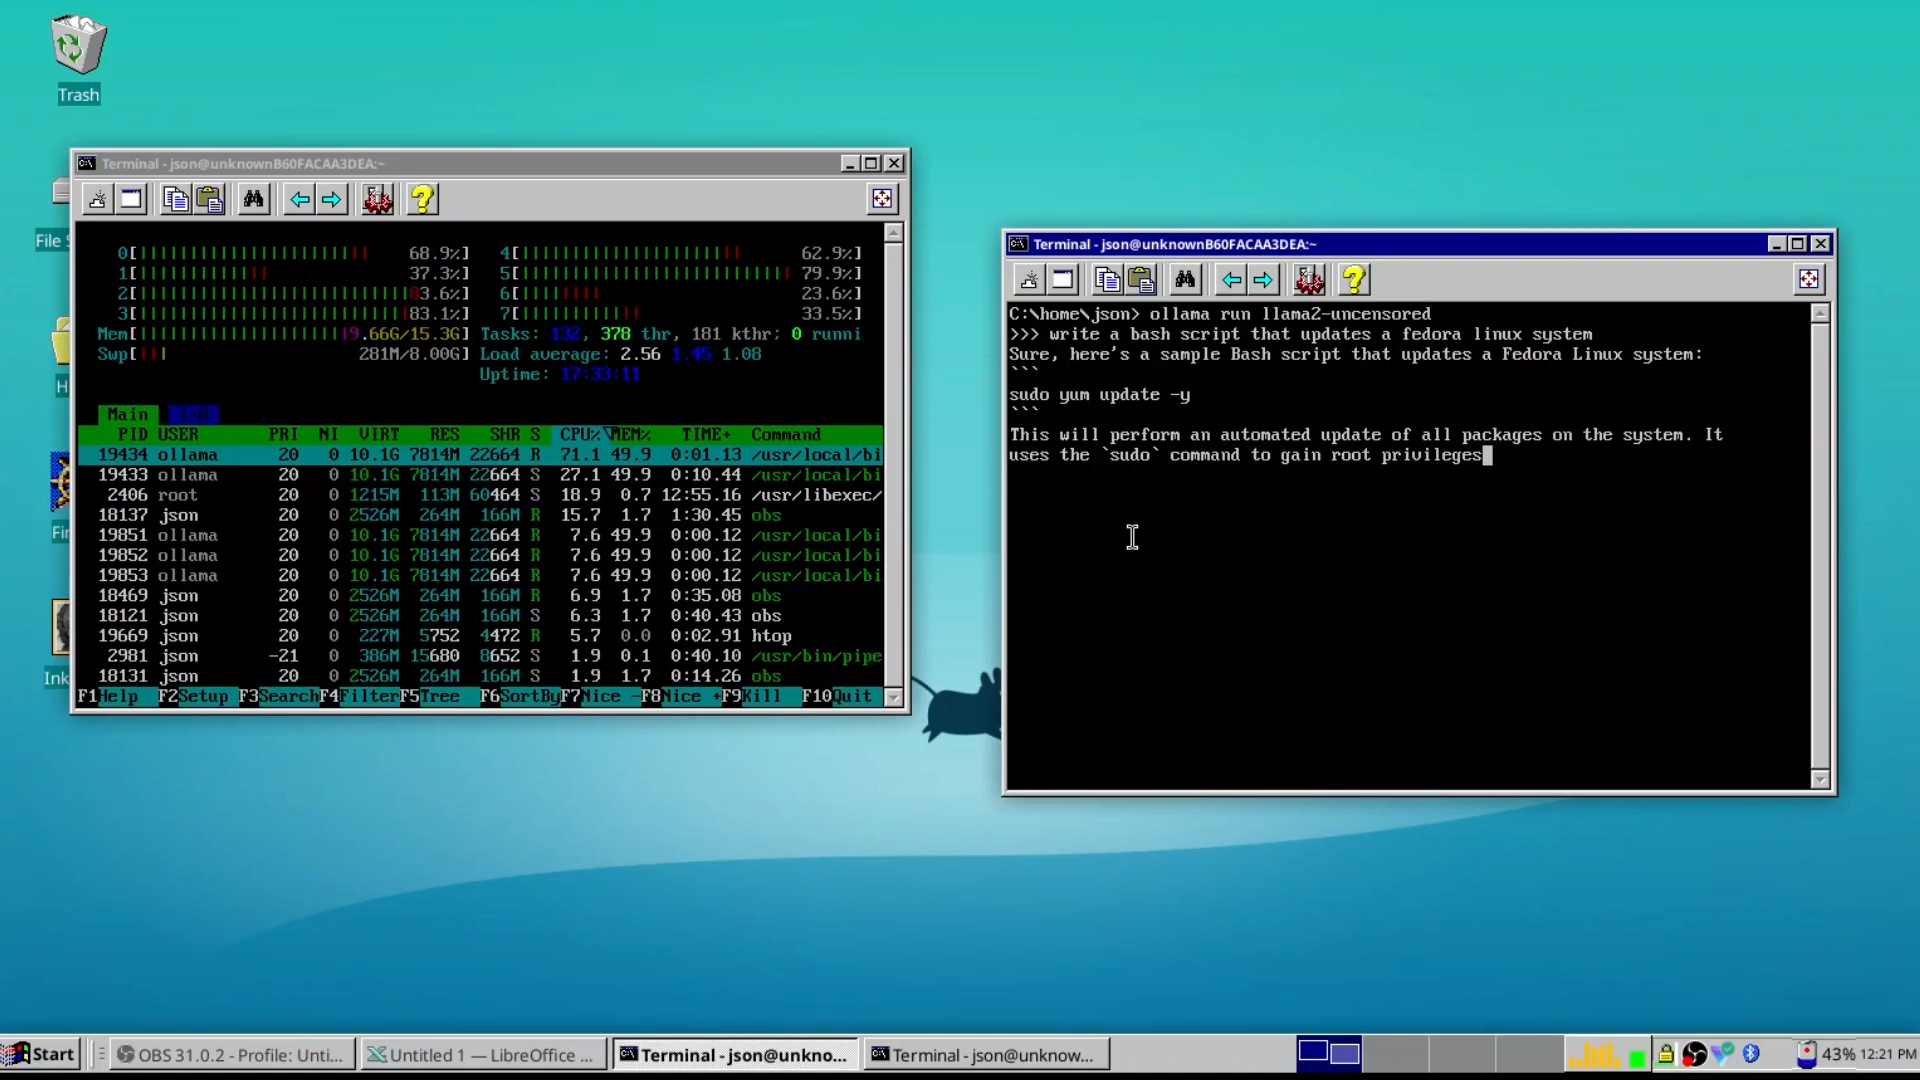 Trash
File S
H
Fir
Ink
Terminal - json@unknownB60FACAA3DEA:~
0[ 68.9%] 4[ 62.9%]
1[ 37.3%] 5[ 79.9%]
2[ 83.6%] 6[ 23.6%]
3[ 83.1%] 7[ 33.5%]
Mem[ 9.66G/15.3G] Tasks: 132, 378 thr, 181 kthr; 0 runni
Swp[ 281M/8.00G] Load average: 2.56 1.45 1.08
Uptime: 17:33:11
Main
PID USER PRI NI VIRT RES SHR S CPU% MEM% TIME+ Command
19434 ollama 20 0 10.1G 7814M 22664 R 71.1 49.9 0:01.13 /usr/local/bi
19433 ollama 20 0 10.1G 7814M 22664 S 27.1 49.9 0:10.44 /usr/local/bi
2406 root 20 0 1215M 113M 60464 S 18.9 0.7 12:55.16 /usr/libexec/
18137 json 20 0 2526M 264M 166M R 15.7 1.7 1:30.45 obs
19851 ollama 20 0 10.1G 7814M 22664 R 7.6 49.9 0:00.12 /usr/local/bi
19852 ollama 20 0 10.1G 7814M 22664 R 7.6 49.9 0:00.12 /usr/local/bi
19853 ollama 20 0 10.1G 7814M 22664 R 7.6 49.9 0:00.12 /usr/local/bi
18469 json 20 0 2526M 264M 166M R 6.9 1.7 0:35.08 obs
18121 json 20 0 2526M 264M 166M S 6.3 1.7 0:40.43 obs
19669 json 20 0 227M 5752 4472 R 5.7 0.0 0:02.91 htop
2981 json -21 0 386M 15680 8652 S 1.9 0.1 0:40.10 /usr/bin/pipe
18131 json 20 0 2526M 264M 166M S 1.9 1.7 0:14.26 obs
F1Help F2Setup F3SearchF4FilterF5Tree F6SortByF7Nice -F8Nice +F9Kill F10Quit
Terminal - json@unknownB60FACAA3DEA:~
C:\home\json> ollama run llama2-uncensored
>>> write a bash script that updates a fedora linux system
Sure, here's a sample Bash script that updates a Fedora Linux system:
```
sudo yum update -y
```
This will perform an automated update of all packages on the system. It
uses the `sudo` command to gain root privileges
Start
OBS 31.0.2 - Profile: Unti...
Untitled 1 — LibreOffice ...
Terminal - json@unkno...
Terminal - json@unknow...
43% 12:21 PM